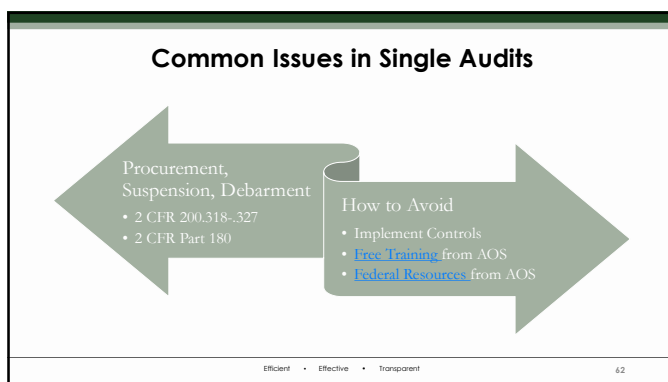 Common Issues in Single Audits
Procurement,
Suspension, Debarment
• 2 CFR 200.318-.327
• 2 CFR Part 180
How to Avoid
• Implement Controls
• Free Training from AOS
• Federal Resources from AOS
Efficient • Effective • Transparent
62